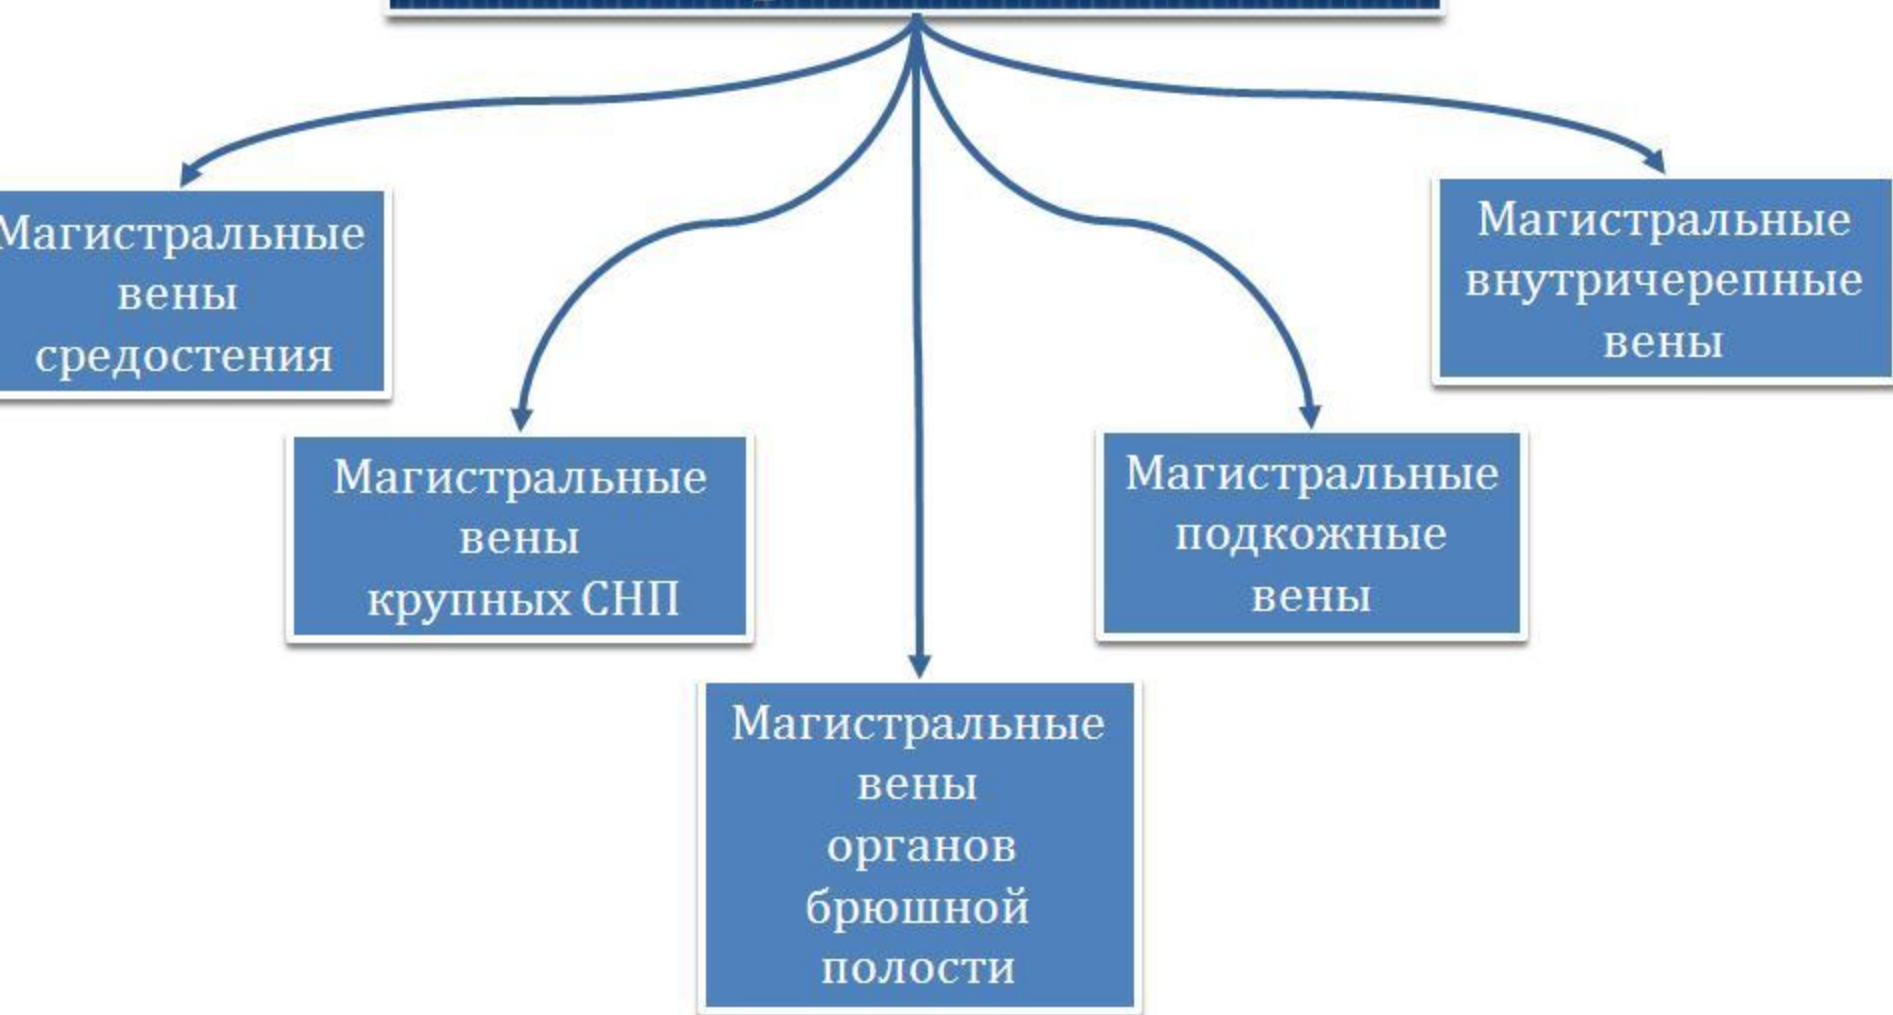 Магистральные
вены
средостения
Магистральные
вены
крупных СНП
Магистральные
вены
органов
брюшной
полости
Магистральные
подкожные
вены
Магистральные
внутричерепные
вены